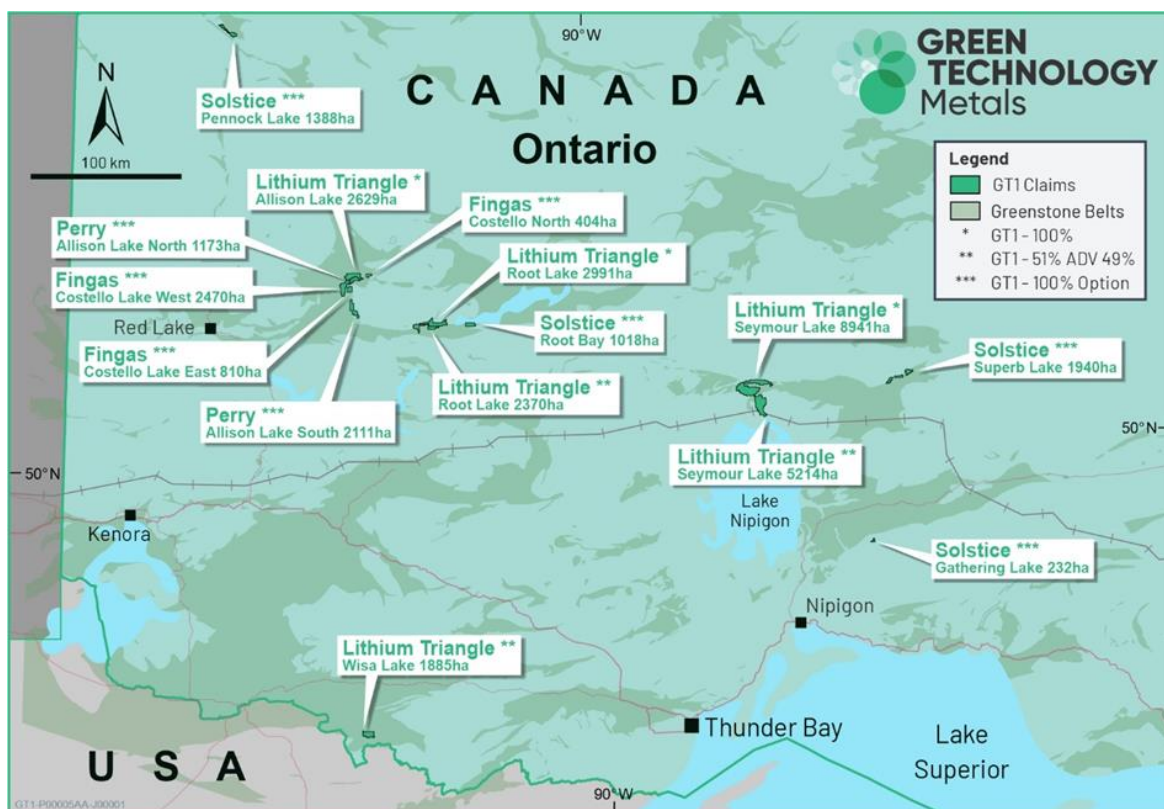 90°W
GREEN
TECHNOLOGY
Metals
N
100 km
CANADA
Ontario
Solstice ***
Pennock Lake 1388ha
Legend
GT1 Claims
Greenstone Belts
* GT1 - 100%
** GT1 - 51% ADV 49%
*** GT1 - 100% Option
Lithium Triangle *
Allison Lake 2629ha
Fingas ***
Costello North 404ha
Perry ***
Allison Lake North 1173ha
Lithium Triangle *
Root Lake 2991ha
Fingas ***
Costello Lake West 2470ha
Red Lake
Solstice ***
Root Bay 1018ha
Lithium Triangle *
Seymour Lake 8941ha
Fingas ***
Costello Lake East 810ha
Solstice ***
Superb Lake 1940ha
Lithium Triangle **
Root Lake 2370ha
Perry ***
Allison Lake South 2111ha
50°N
50°N
Lithium Triangle **
Seymour Lake 5214ha
Lake
Nipigon
Kenora
Solstice ***
Gathering Lake 232ha
Nipigon
Lithium Triangle **
Wisa Lake 1885ha
Thunder Bay
Lake
Superior
USA
90°W
GT1-P00005AA-J00001